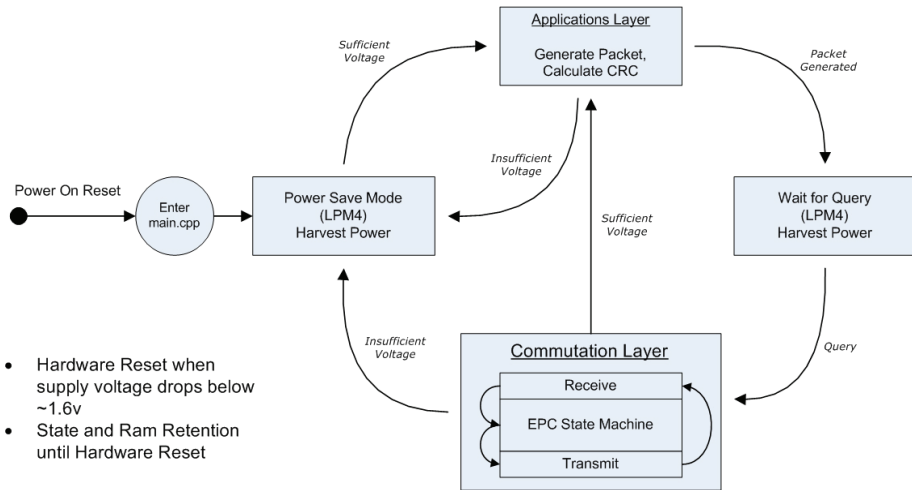 Applications Layer
Generate Packet,
Calculate CRC
Sufficient
Voltage
Packet
Generated
Insufficient
Voltage
Power On Reset
Enter
main.cpp
Power Save Mode
(LPM4)
Harvest Power
Sufficient
Voltage
Wait for Query
(LPM4)
Harvest Power
Insufficient
Voltage
Query
Commutation Layer
Receive
EPC State Machine
Transmit
• Hardware Reset when
supply voltage drops below
~1.6v
• State and Ram Retention
until Hardware Reset